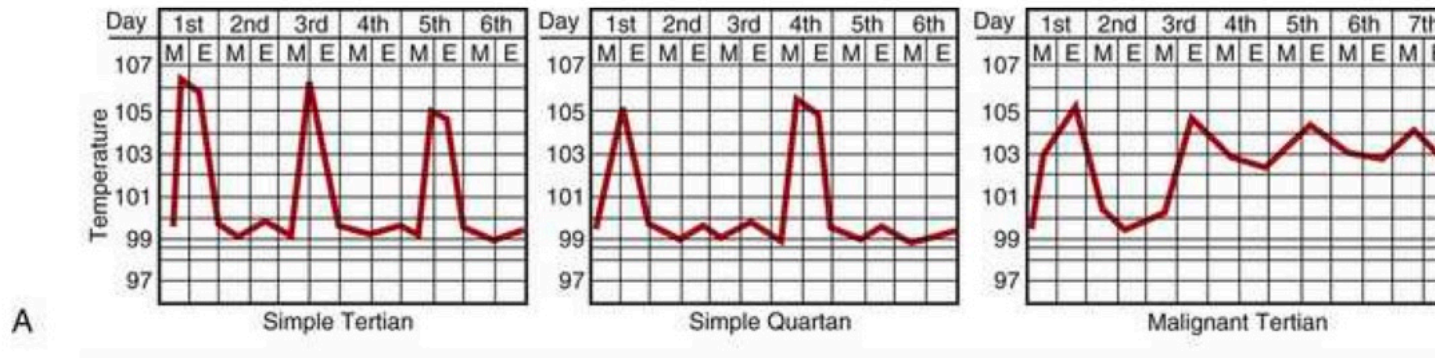 Day 1st 2nd 3rd 4th 5th 6th
M E M E M E M E M E M E
107
105
103
101
99
97
Temperature
Simple Tertian
Day 1st 2nd 3rd 4th 5th 6th
M E M E M E M E M E M E
107
105
103
101
99
97
Simple Quartan
Day 1st 2nd 3rd 4th 5th 6th 7th
M E M E M E M E M E M E M E
107
105
103
101
99
97
Malignant Tertian
A